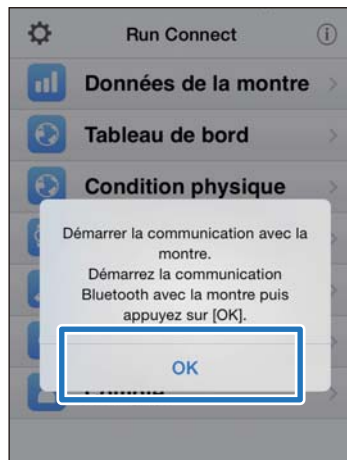 Run Connect
Données de la montre
Tableau de bord
Condition physique
Démarrer la communication avec la
montre.
Démarrez la communication
Bluetooth avec la montre puis
appuyez sur [OK].
OK